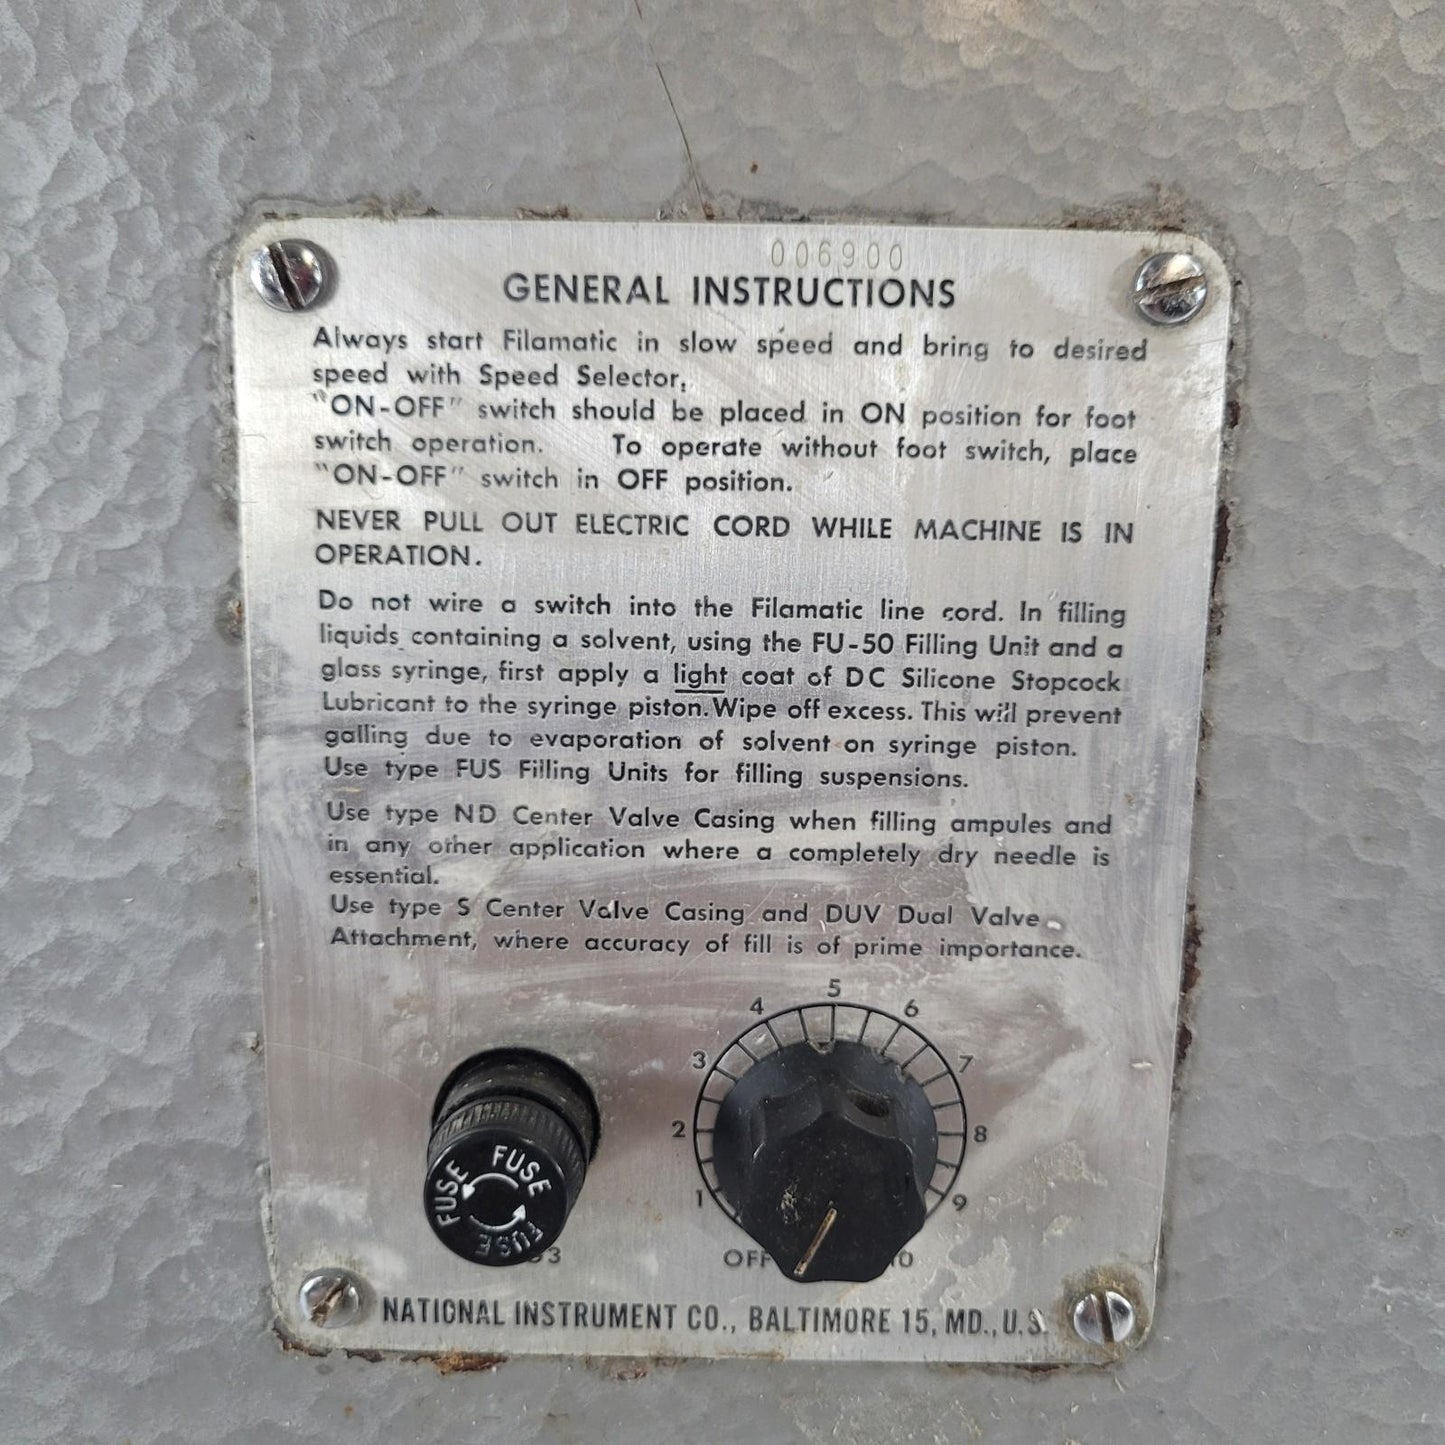 006900
GENERAL INSTRUCTIONS
Always start Filamatic in slow speed and bring to desired
speed with Speed Selector.
"ON-OFF" switch should be placed in ON position for foot
switch operation. To operate without foot switch, place
"ON-OFF" switch in OFF position.
NEVER PULL OUT ELECTRIC CORD WHILE MACHINE IS IN
OPERATION.
Do not wire a switch into the Filamatic line cord. In filling
liquids containing a solvent, using the FU-50 Filling Unit and a
glass syringe, first apply a light coat of DC Silicone Stopcock
Lubricant to the syringe piston. Wipe off excess. This will prevent
galling due to evaporation of solvent on syringe piston.
Use type FUS Filling Units for filling suspensions.
Use type ND Center Valve Casing when filling ampules and
in any other application where a completely dry needle is
essential.
Use type S Center Valve Casing and DUV Dual Valve
Attachment, where accuracy of fill is of prime importance.
1 2 3 4 5 6 7 8 9
FUSE FUSE FUSE
3
OFF 10
NATIONAL INSTRUMENT CO., BALTIMORE 15, MD., U.S.